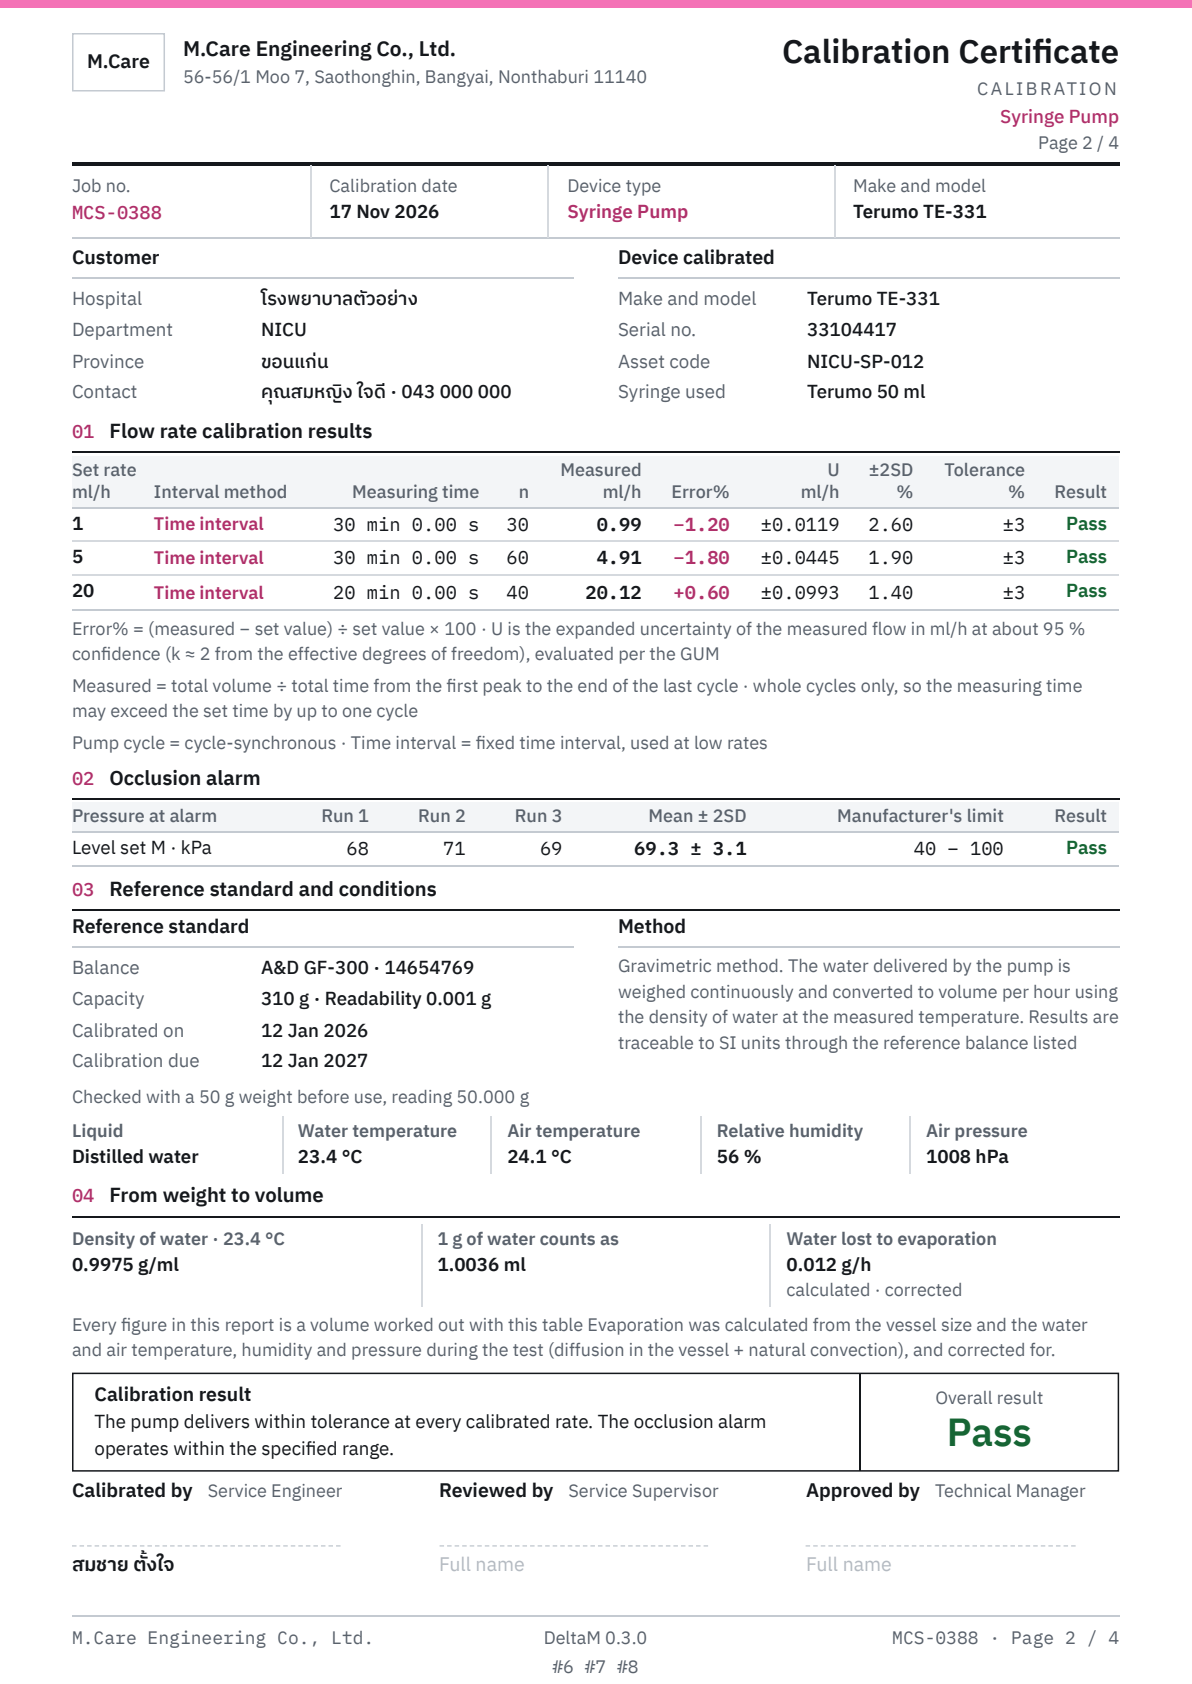 M.Care
M.Care Engineering Co., Ltd.
56-56/1 Moo 7, Saothonghin, Bangyai, Nonthaburi 11140
Calibration Certificate
CALIBRATION
Syringe Pump
Page 2 / 4
Job no. Calibration date Device type Make and model
MCS-0388 17 Nov 2026 Syringe Pump Terumo TE-331
Customer Device calibrated
Hospital โรงพยาบาลตัวอย่าง Make and model Terumo TE-331
Department NICU Serial no. 33104417
Province ขอนแก่น Asset code NICU-SP-012
Contact คุณสมหญิง ใจดี · 043 000 000 Syringe used Terumo 50 ml
01 Flow rate calibration results
Set rate Measured U ±2SD Tolerance
ml/h Interval method Measuring time n ml/h Error% ml/h % % Result
1 Time interval 30 min 0.00 s 30 0.99 −1.20 ±0.0119 2.60 ±3 Pass
5 Time interval 30 min 0.00 s 60 4.91 −1.80 ±0.0445 1.90 ±3 Pass
20 Time interval 20 min 0.00 s 40 20.12 +0.60 ±0.0993 1.40 ±3 Pass
Error% = (measured − set value) ÷ set value × 100 · U is the expanded uncertainty of the measured flow in ml/h at about 95 %
confidence (k ≈ 2 from the effective degrees of freedom), evaluated per the GUM
Measured = total volume ÷ total time from the first peak to the end of the last cycle · whole cycles only, so the measuring time
may exceed the set time by up to one cycle
Pump cycle = cycle-synchronous · Time interval = fixed time interval, used at low rates
02 Occlusion alarm
Pressure at alarm Run 1 Run 2 Run 3 Mean ± 2SD Manufacturer's limit Result
Level set M · kPa 68 71 69 69.3 ± 3.1 40 − 100 Pass
03 Reference standard and conditions
Reference standard Method
Balance A&D GF-300 · 14654769
Capacity 310 g · Readability 0.001 g
Calibrated on 12 Jan 2026
Calibration due 12 Jan 2027
Gravimetric method. The water delivered by the pump is
weighed continuously and converted to volume per hour using
the density of water at the measured temperature. Results are
traceable to SI units through the reference balance listed
Checked with a 50 g weight before use, reading 50.000 g
Liquid Water temperature Air temperature Relative humidity Air pressure
Distilled water 23.4 °C 24.1 °C 56 % 1008 hPa
04 From weight to volume
Density of water · 23.4 °C 1 g of water counts as Water lost to evaporation
0.9975 g/ml 1.0036 ml 0.012 g/h
calculated · corrected
Every figure in this report is a volume worked out with this table Evaporation was calculated from the vessel size and the water
and air temperature, humidity and pressure during the test (diffusion in the vessel + natural convection), and corrected for.
Calibration result
The pump delivers within tolerance at every calibrated rate. The occlusion alarm
operates within the specified range.
Overall result
Pass
Calibrated by Service Engineer Reviewed by Service Supervisor Approved by Technical Manager
สมชาย ตั้งใจ Full name Full name
M.Care Engineering Co., Ltd. DeltaM 0.3.0 MCS-0388 · Page 2 / 4
#6 #7 #8